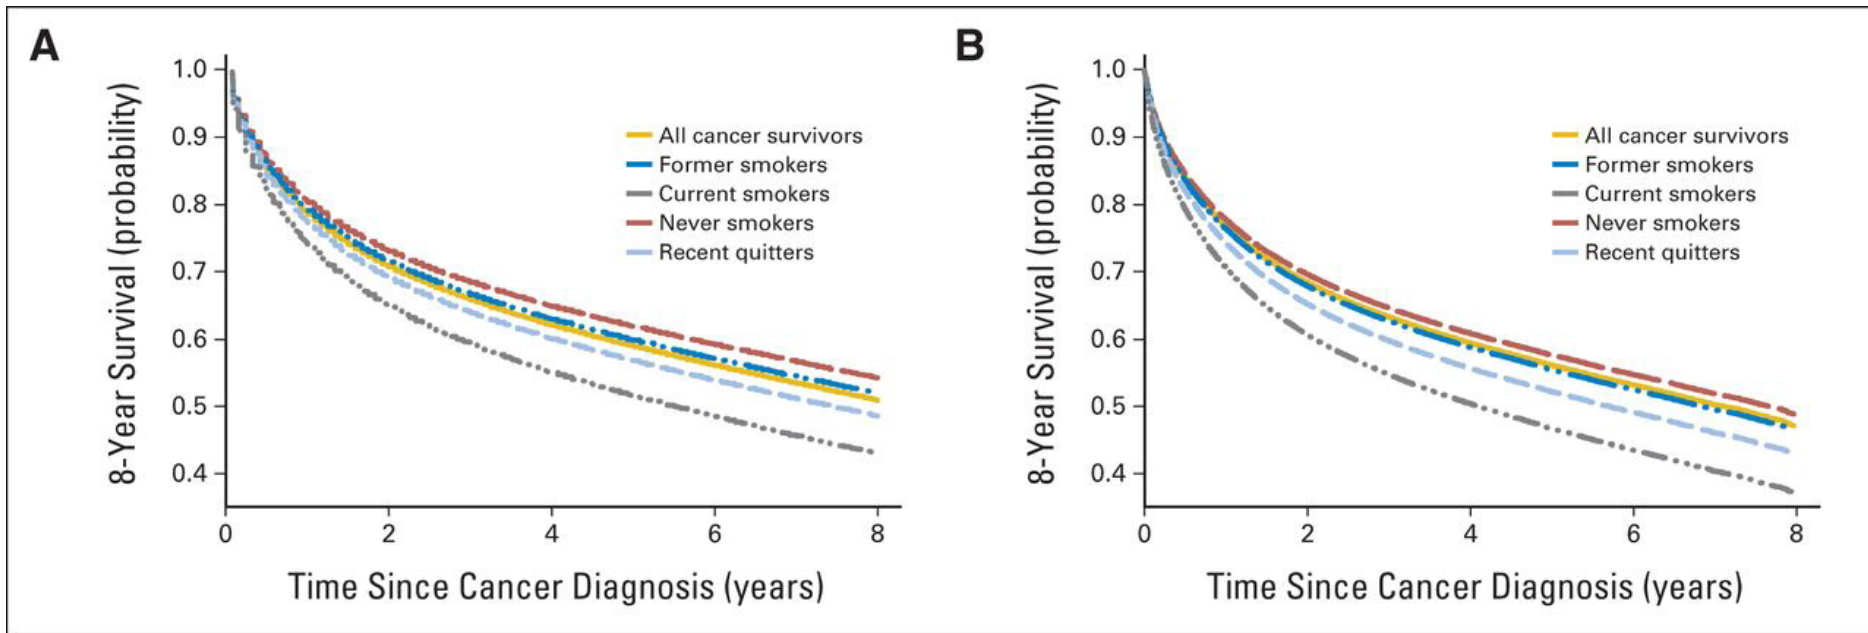 A
8-Year Survival (probability)
1.0
0.9
0.8
0.7
0.6
0.5
0.4
All cancer survivors
Former smokers
Current smokers
Never smokers
Recent quitters
0 2 4 6 8
Time Since Cancer Diagnosis (years)
B
8-Year Survival (probability)
1.0
0.9
0.8
0.7
0.6
0.5
0.4
All cancer survivors
Former smokers
Current smokers
Never smokers
Recent quitters
0 2 4 6 8
Time Since Cancer Diagnosis (years)